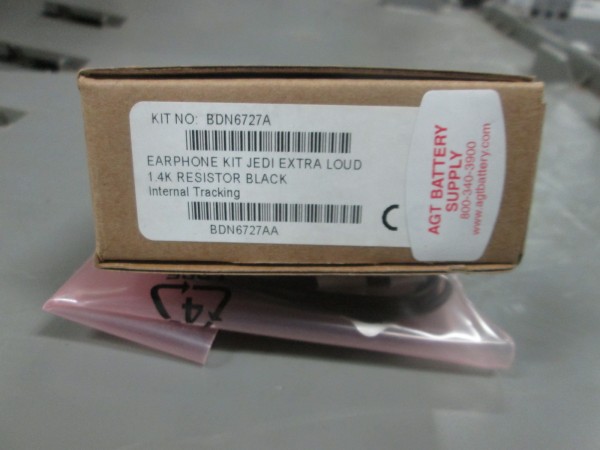 KIT NO: BDN6727A
EARPHONE KIT JEDI EXTRA LOUD
1.4K RESISTOR BLACK
Internal Tracking
BDN6727AA
C
AGT BATTERY
SUPPLY
800-340-3900
www.agtbattery.com
4